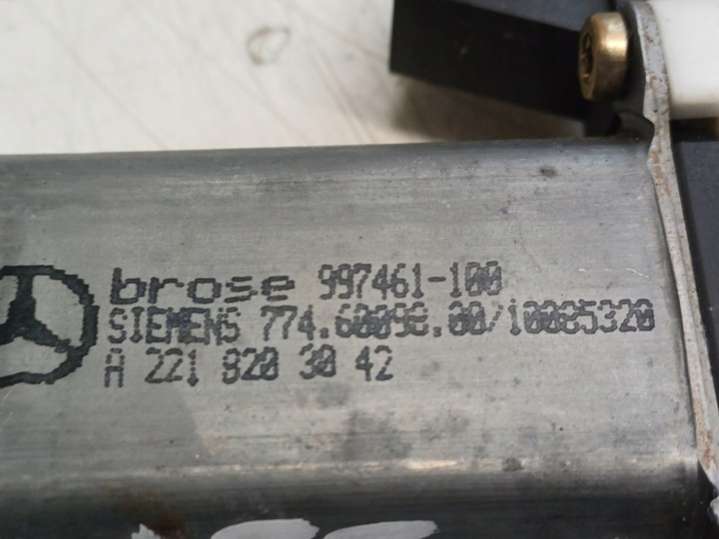 brose 997461-100
SIEMENS 774.60098.00/10085320
A 221 820 30 42